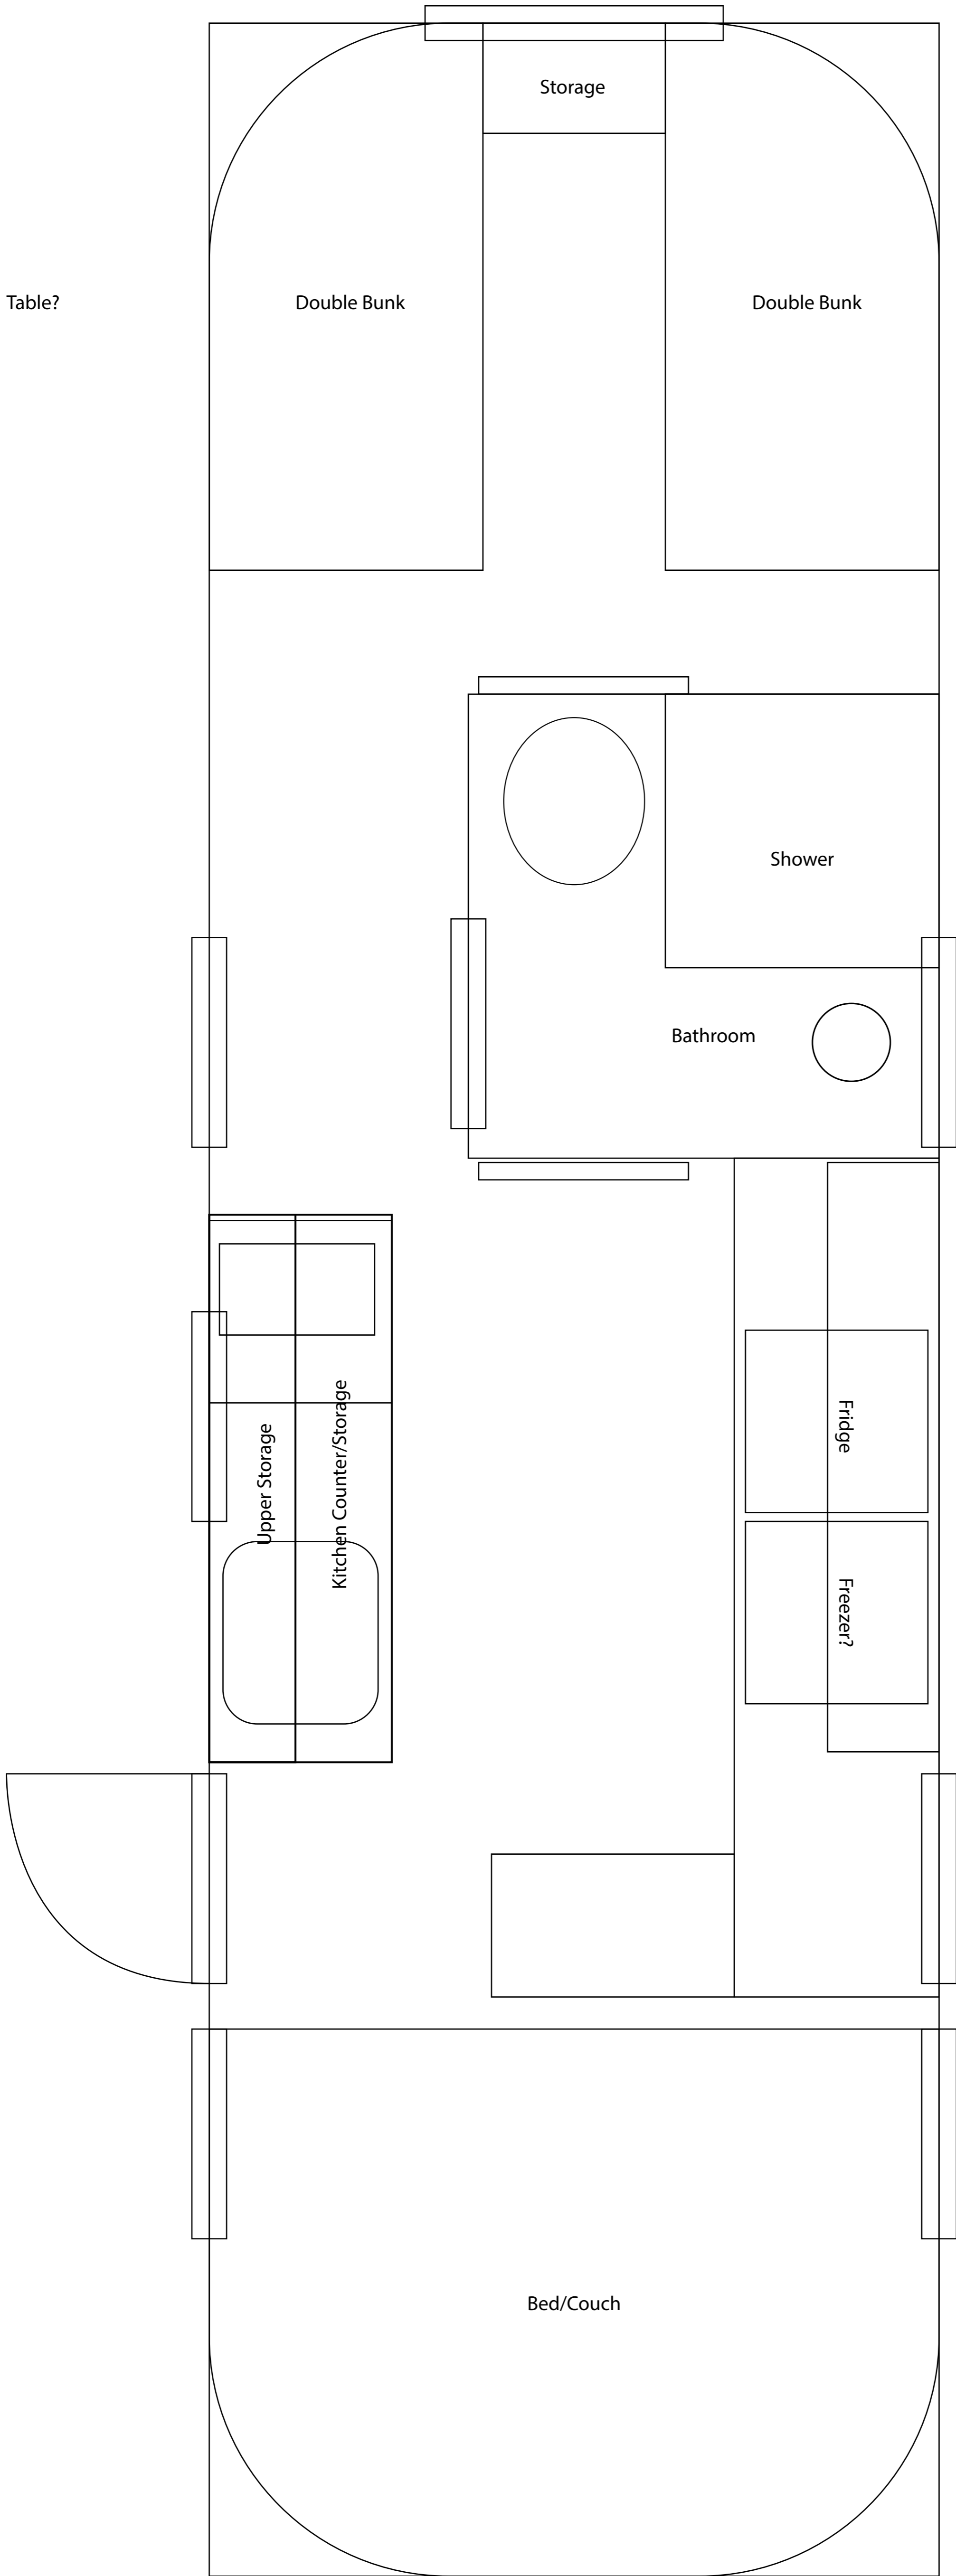 Storage
Table?
Double Bunk
Double Bunk
Shower
Bathroom
Upper Storage
Kitchen Counter/Storage
Fridge
Freezer?
Bed/Couch